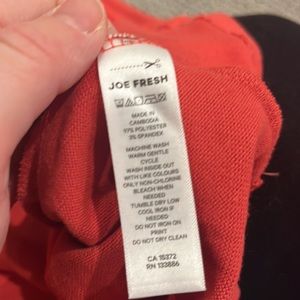 JOE FRESH
MADE IN
CAMBODIA
97% POLYESTER
3% SPANDEX
MACHINE WASH
WARM GENTLE
CYCLE
WASH INSIDE OUT
WITH LIKE COLOURS
ONLY NON-CHLORINE
BLEACH WHEN
NEEDED
TUMBLE DRY LOW
COOL IRON IF
NEEDED
DO NOT IRON ON
PRINT
DO NOT DRY CLEAN
CA 15372
RN 133886